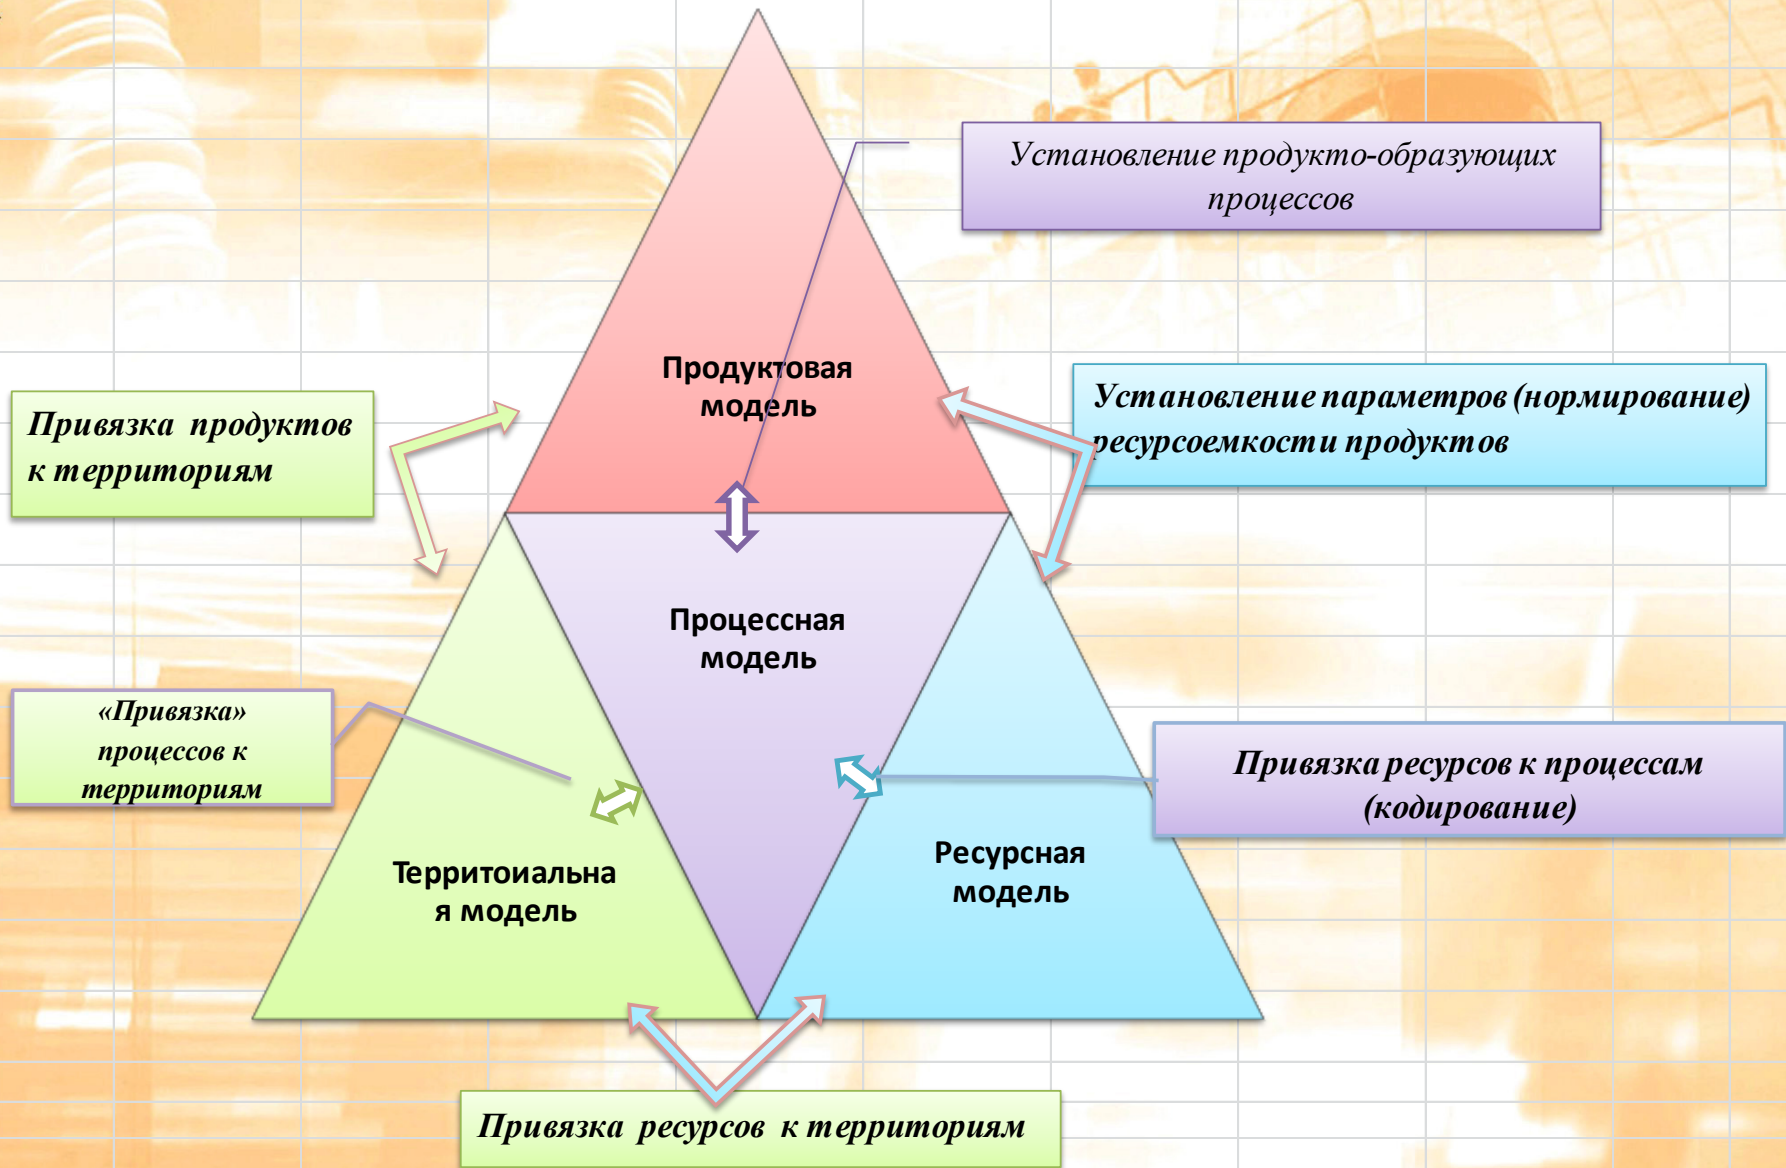 Установление продукто-образующих
процессов
Продуктовая
модель
Привязка продуктов
к территориям
Установление параметров (нормирование)
ресурсоемкости продуктов
Процессная
модель
«Привязка»
процессов к
территориям
Привязка ресурсов к процессам
(кодирование)
Территоиальна
я модель
Ресурсная
модель
Привязка ресурсов к территориям